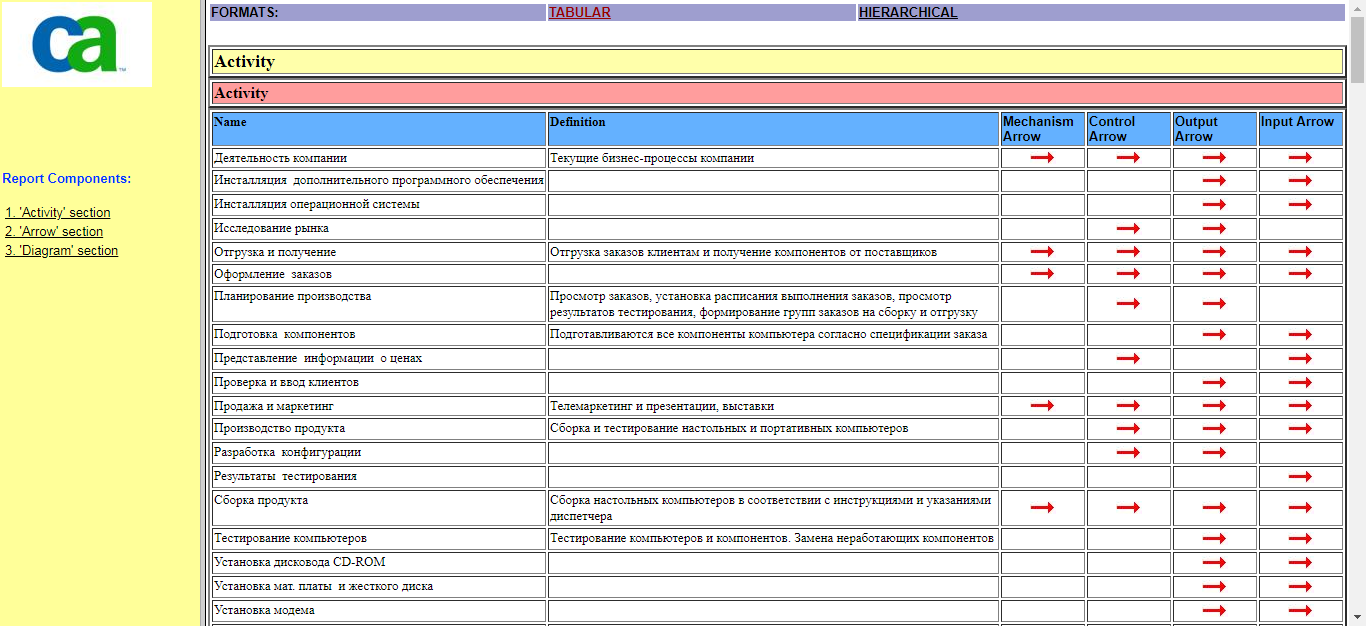 ca™
FORMATS: TABULAR HIERARCHICAL
Activity
Activity
Name Definition Mechanism Arrow Control Arrow Output Arrow Input Arrow
Деятельность компании Текущие бизнес-процессы компании
Инсталляция дополнительного программного обеспечения
Инсталляция операционной системы
Исследование рынка
Отгрузка и получение Отгрузка заказов клиентам и получение компонентов от поставщиков
Оформление заказов
Планирование производства Просмотр заказов, установка расписания выполнения заказов, просмотр
результатов тестирования, формирование групп заказов на сборку и отгрузку
Подготовка компонентов Подготавливаются все компоненты компьютера согласно спецификации заказа
Представление информации о ценах
Проверка и ввод клиентов
Продажа и маркетинг Телемаркетинг и презентации, выставки
Производство продукта Сборка и тестирование настольных и портативных компьютеров
Разработка конфигурации
Результаты тестирования
Сборка продукта Сборка настольных компьютеров в соответствии с инструкциями и указаниями
диспетчера
Тестирование компьютеров Тестирование компьютеров и компонентов. Замена неработающих компонентов
Установка дисковода CD-ROM
Установка мат. платы и жесткого диска
Установка модема
Report Components:
1. 'Activity' section
2. 'Arrow' section
3. 'Diagram' section